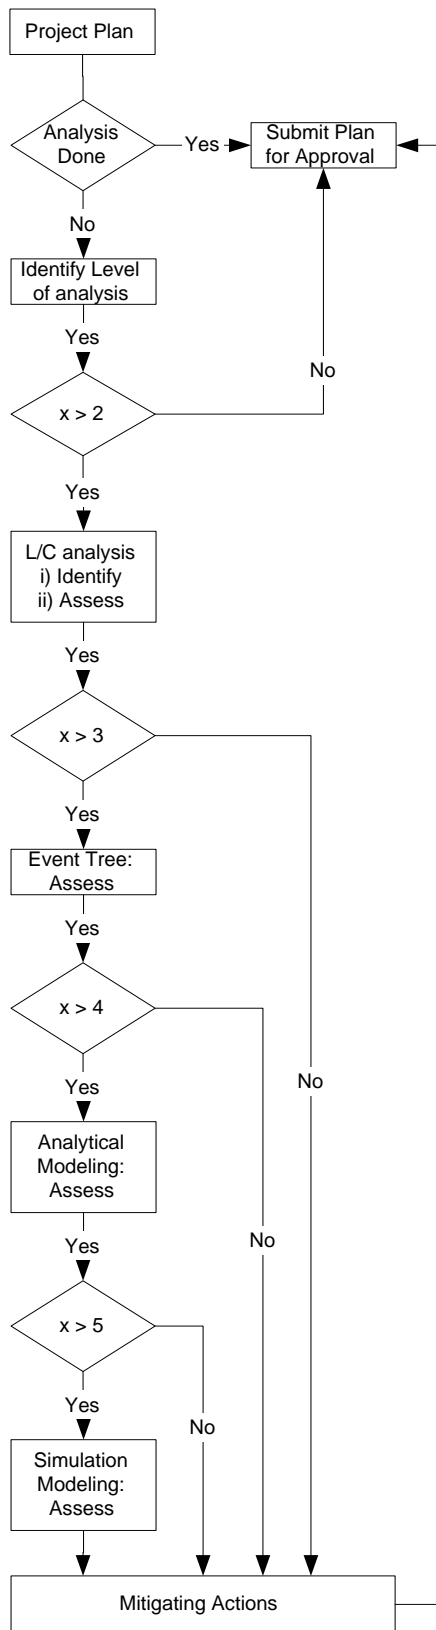 Project Plan
Analysis
Done
Yes
Submit Plan
for Approval
No
Identify Level
of analysis
Yes
No
x > 2
Yes
L/C analysis
i) Identify
ii) Assess
Yes
x > 3
Yes
Event Tree:
Assess
Yes
x > 4
No
Yes
Analytical
Modeling:
Assess
No
Yes
x > 5
Yes
No
Simulation
Modeling:
Assess
Mitigating Actions